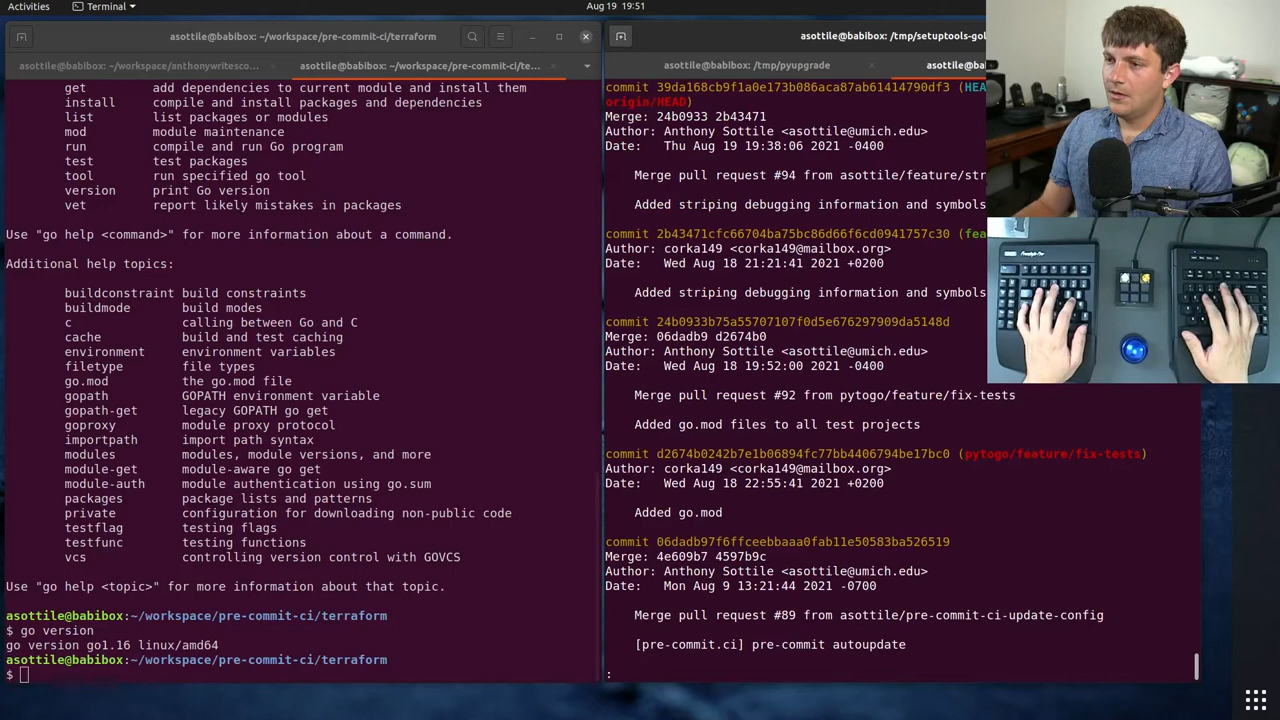 Activities
Terminal
Aug 19 19:51
asottile@babibox: ~/workspace/pre-commit-ci/terraform
asottile@babibox: ~/workspace/anthonywritesco...
asottile@babibox: ~/workspace/pre-commit-ci/te...
get add dependencies to current module and install them
install compile and install packages and dependencies
list list packages or modules
mod module maintenance
run compile and run Go program
test test packages
tool run specified go tool
version print Go version
vet report likely mistakes in packages
Use "go help <command>" for more information about a command.
Additional help topics:
buildconstraint build constraints
buildmode build modes
c calling between Go and C
cache build and test caching
environment environment variables
filetype file types
go.mod the go.mod file
gopath GOPATH environment variable
gopath-get legacy GOPATH go get
goproxy module proxy protocol
importpath import path syntax
modules modules, module versions, and more
module-get module-aware go get
module-auth module authentication using go.sum
packages package lists and patterns
private configuration for downloading non-public code
testflag testing flags
testfunc testing functions
vcs controlling version control with GOVCS
Use "go help <topic>" for more information about that topic.
asottile@babibox:~/workspace/pre-commit-ci/terraform
$ go version
go version go1.16 linux/amd64
asottile@babibox:~/workspace/pre-commit-ci/terraform
$
asottile@babibox: /tmp/setuptools-gol
asottile@babibox: /tmp/pyupgrade
asottile@bab
commit 39da168cb9f1a0e173b086aca87ab61414790df3 (HEA
origin/HEAD)
Merge: 24b0933 2b43471
Author: Anthony Sottile <asottile@umich.edu>
Date: Thu Aug 19 19:38:06 2021 -0400
Merge pull request #94 from asottile/feature/str
Added striping debugging information and symbols
commit 2b43471cfc66704ba75bc86d66f6cd0941757c30 (fea
Author: corka149 <corka149@mailbox.org>
Date: Wed Aug 18 21:21:41 2021 +0200
Added striping debugging information and symbols
commit 24b0933b75a55707107f0d5e676297909da5148d
Merge: 06dadb9 d2674b0
Author: Anthony Sottile <asottile@umich.edu>
Date: Wed Aug 18 19:52:00 2021 -0400
Merge pull request #92 from pytogo/feature/fix-tests
Added go.mod files to all test projects
commit d2674b0242b7e1b06894fc77bb4406794be17bc0 (pytogo/feature/fix-tests)
Author: corka149 <corka149@mailbox.org>
Date: Wed Aug 18 22:55:41 2021 +0200
Added go.mod
commit 06dadb97f6ffceebbaaa0fab11e50583ba526519
Merge: 4e609b7 4597b9c
Author: Anthony Sottile <asottile@umich.edu>
Date: Mon Aug 9 13:21:44 2021 -0700
Merge pull request #89 from asottile/pre-commit-ci-update-config
[pre-commit.ci] pre-commit autoupdate
: